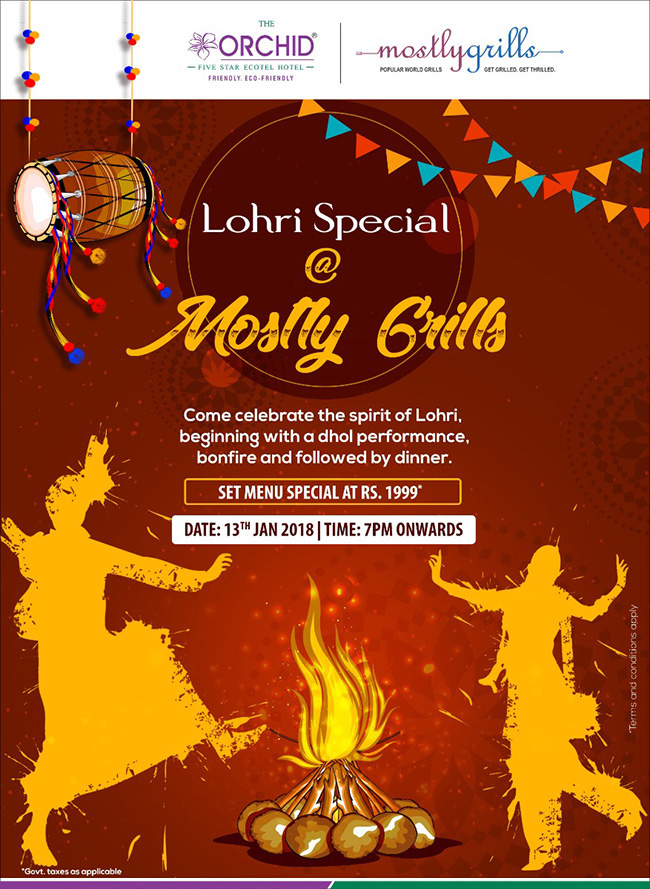 THE
ORCHID®
FIVE STAR ECOTEL HOTEL
FRIENDLY. ECO-FRIENDLY
mostlygrills
POPULAR WORLD GRILLS GET GRILLED. GET THRILLED.
Lohri Special
@
Mostly Grills
Come celebrate the spirit of Lohri,
beginning with a dhol performance,
bonfire and followed by dinner.
SET MENU SPECIAL AT RS. 1999*
DATE: 13TH JAN 2018 | TIME: 7PM ONWARDS
*Terms and conditions apply
*Govt. taxes as applicable